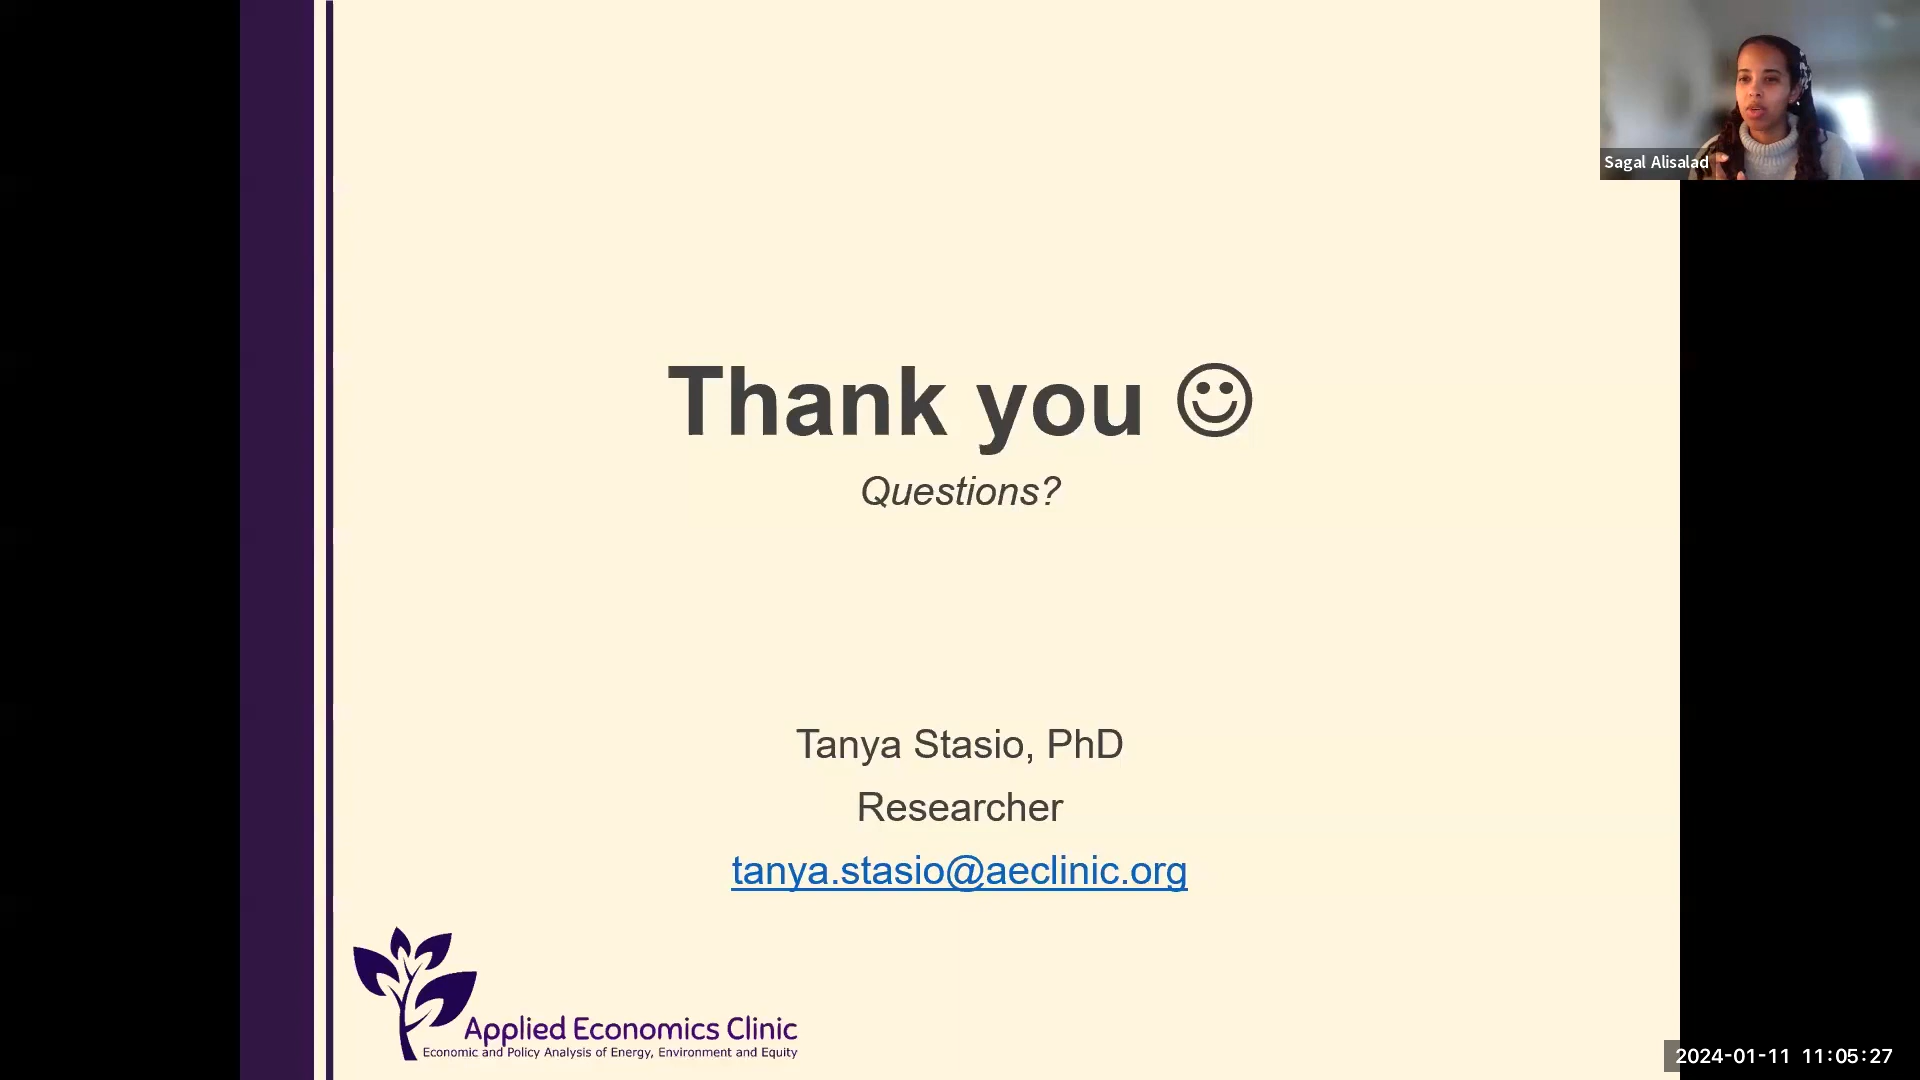 Sagal Alisalad
Thank you ☺
Questions?
Tanya Stasio, PhD
Researcher
tanya.stasio@aeclinic.org
Applied Economics Clinic
Economic and Policy Analysis of Energy, Environment and Equity
2024-01-11 11:05:27